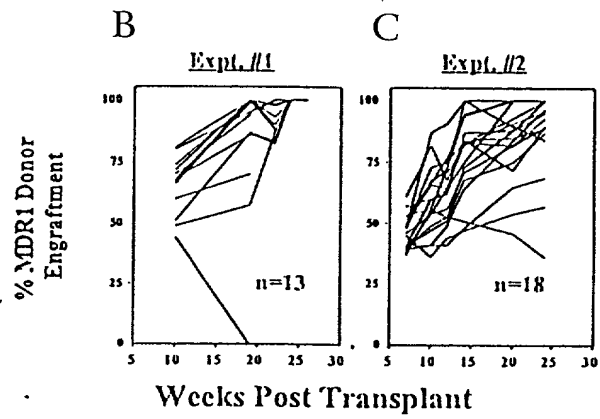 B
C
Expt. #1
Expt. #2
% MDR1 Donor
Engraftment
100
75
50
25
0
n=13
5 10 15 20 25 30
100
75
50
25
0
n=18
5 10 15 20 25 30
Weeks Post Transplant